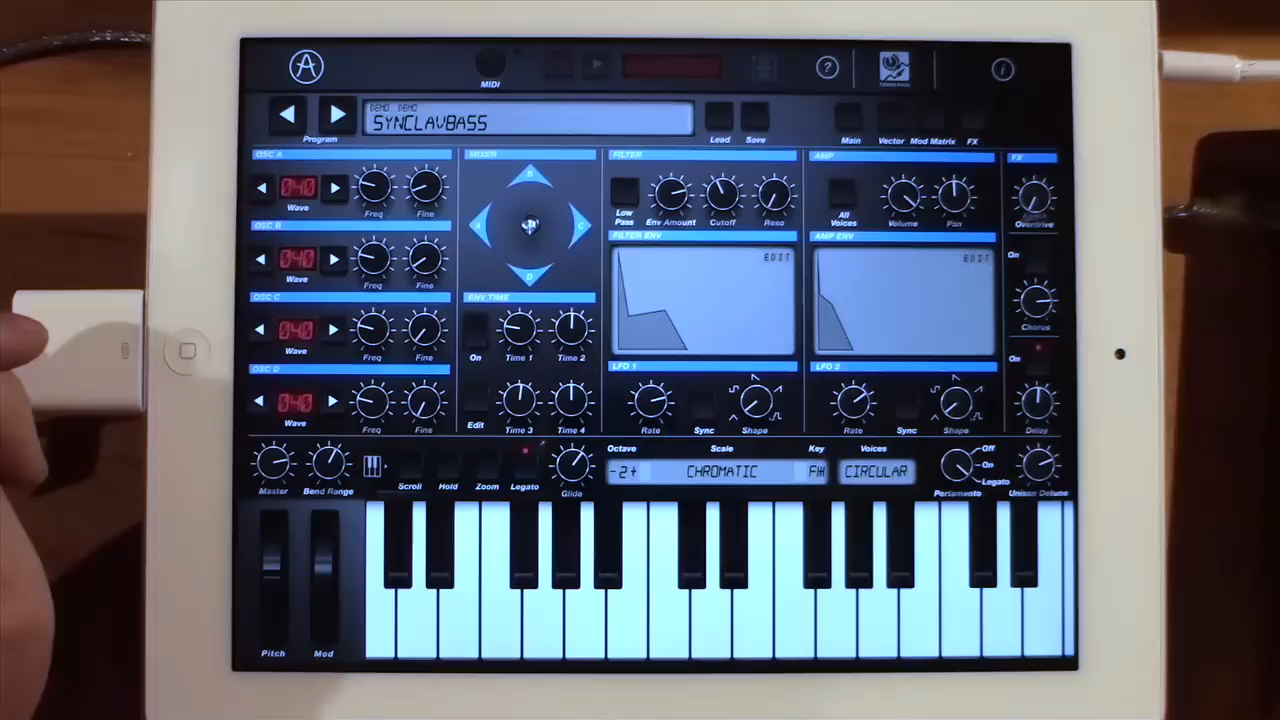 MIDI
?
i
DEMO DEMO
SYNCLAVBASS
Program
Load
Save
Main
Vector
Mod Matrix
FX
OSC A
MIXER
FILTER
AMP
FX
040
Wave
Freq
Fine
B
A
C
D
Low
Pass
Env Amount
Cutoff
Reso
All
Voices
Volume
Pan
Overdrive
OSC B
FILTER ENV
AMP ENV
040
Wave
Freq
Fine
EDIT
EDIT
On
Chorus
OSC C
ENV TIME
040
Wave
Freq
Fine
On
Time 1
Time 2
On
OSC D
LFO 1
LFO 2
040
Wave
Freq
Fine
Edit
Time 3
Time 4
Rate
Sync
Shape
Rate
Sync
Shape
Delay
Octave
Scale
Key
Voices
-2+
CHROMATIC
F#
CIRCULAR
Off
On
Legato
Master
Bend Range
Scroll
Hold
Zoom
Legato
Glide
Portamento
Unison Detune
Pitch
Mod